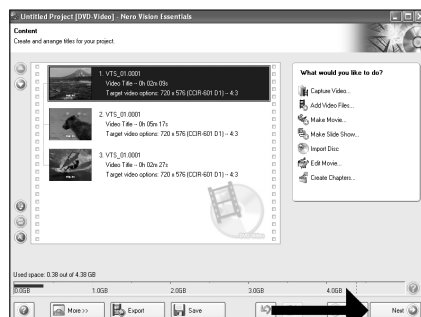 Untitled Project [DVD-Video] - Nero Vision Essentials
Content
Create and arrange titles for your project.
1. VTS_01.0001
Video Title -- 0h 02m 09s
Target video options: 720 x 576 (CCIR-601 D1) -- 4:3
2. VTS_01.0001
Video Title -- 0h 05m 17s
Target video options: 720 x 576 (CCIR-601 D1) -- 4:3
3. VTS_01.0001
Video Title -- 0h 02m 27s
Target video options: 720 x 576 (CCIR-601 D1) -- 4:3
What would you like to do?
Capture Video...
Add Video Files...
Make Movie...
Make Slide Show...
Import Disc
Edit Movie...
Create Chapters...
Used space: 0.38 out of 4.38 GB
0.0GB 1.0GB 2.0GB 3.0GB 4.0GB
More >> Export Save Next